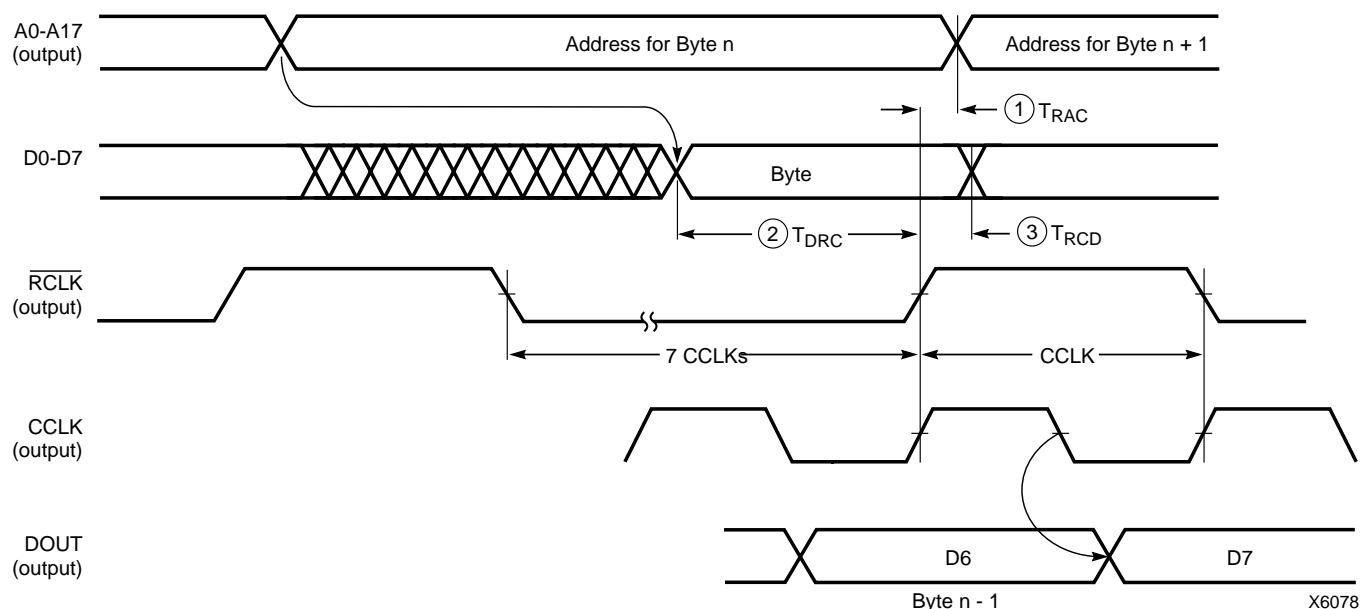 A0-A17
(output)
Address for Byte n
Address for Byte n + 1
1 TRAC
D0-D7
Byte
2 TDRC
3 TRCD
RCLK
(output)
7 CCLKs
CCLK
CCLK
(output)
DOUT
(output)
D6
D7
Byte n - 1
X6078